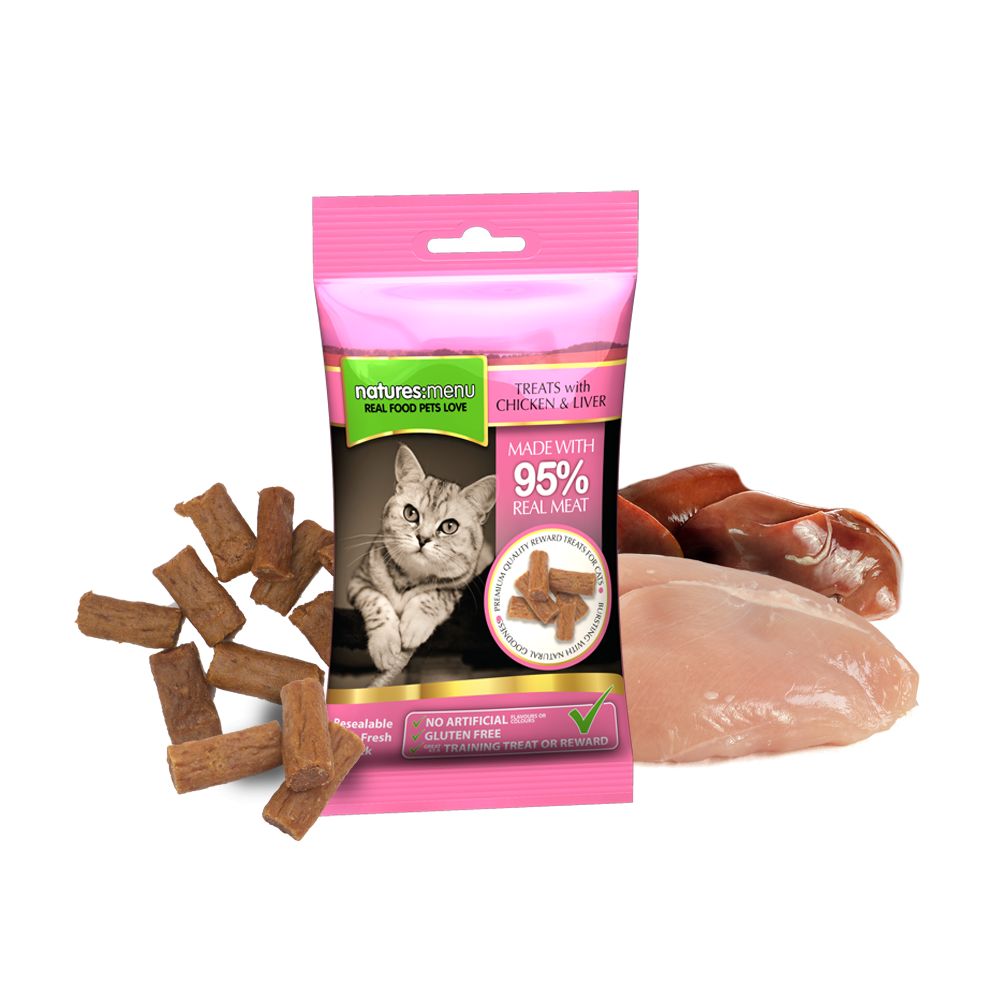 natures:menu
REAL FOOD PETS LOVE
TREATS with
CHICKEN & LIVER
MADE WITH
95%
REAL MEAT
PREMIUM QUALITY REWARD TREATS FOR CATS • BURSTING WITH NATURAL GOODNESS •
Resealable
Fresh
NO ARTIFICIAL FLAVOURS OR COLOURS
GLUTEN FREE
GREAT AS A TRAINING TREAT OR REWARD